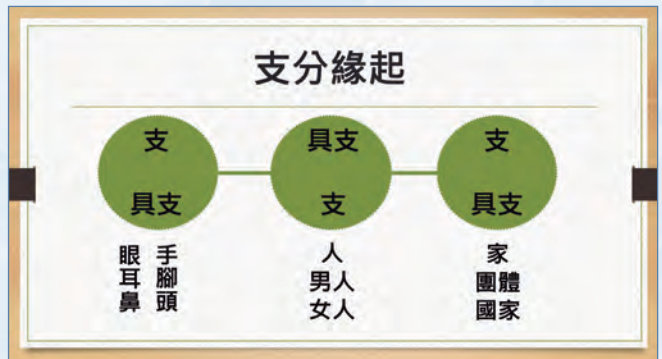 支分緣起
支
具支
具支
支
支
具支
眼 手
耳 腳
鼻 頭
人
男人
女人
家
團體
國家